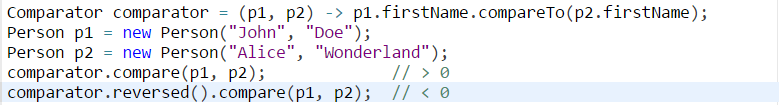 Comparator comparator = (p1, p2) -> p1.firstName.compareTo(p2.firstName);
Person p1 = new Person("John", "Doe");
Person p2 = new Person("Alice", "Wonderland");
comparator.compare(p1, p2);             // > 0
comparator.reversed().compare(p1, p2);  // < 0